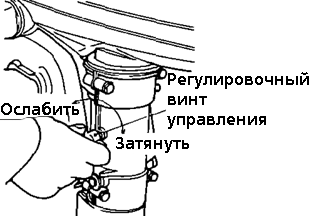 Регулировочный
винт
управления
Ослабить
Затянуть